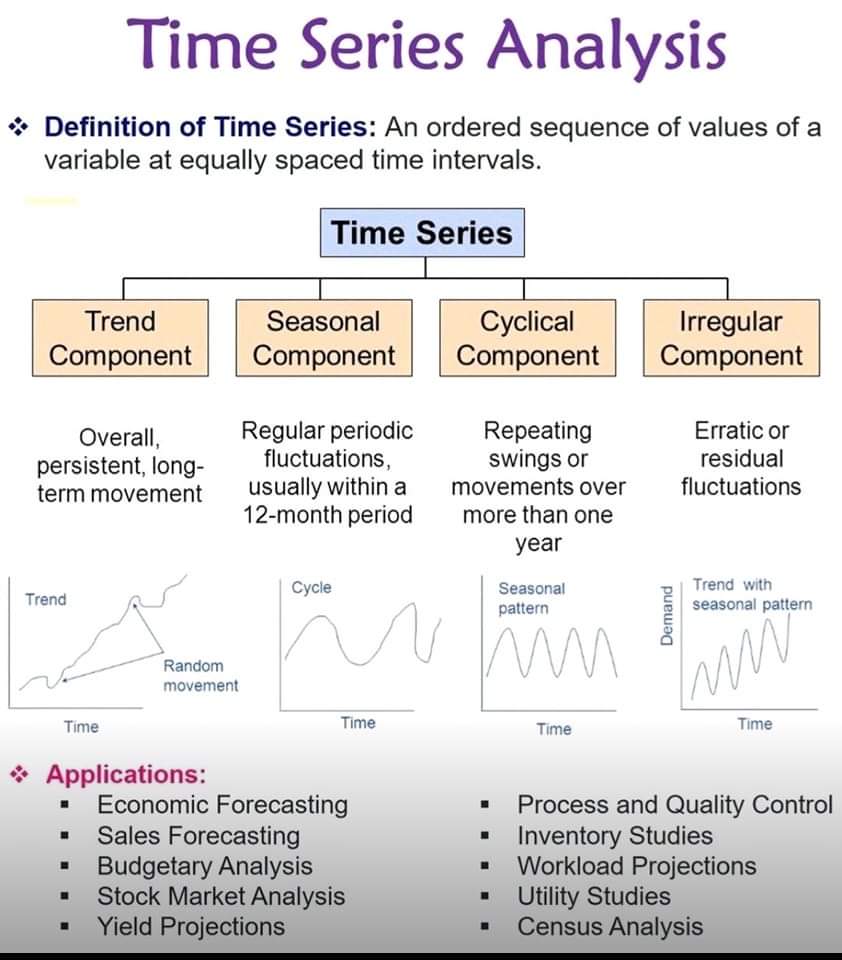 Time Series Analysis
❖ Definition of Time Series: An ordered sequence of values of a
variable at equally spaced time intervals.
Time Series
Trend
Component
Seasonal
Component
Cyclical
Component
Irregular
Component
Overall,
persistent, long-
term movement
Regular periodic
fluctuations,
usually within a
12-month period
Repeating
swings or
movements over
more than one
year
Erratic or
residual
fluctuations
Trend
Random
movement
Time
Cycle
Time
Seasonal
pattern
Time
Demand
Trend with
seasonal pattern
Time
❖ Applications:
▪ Economic Forecasting
▪ Sales Forecasting
▪ Budgetary Analysis
▪ Stock Market Analysis
▪ Yield Projections
▪ Process and Quality Control
▪ Inventory Studies
▪ Workload Projections
▪ Utility Studies
▪ Census Analysis